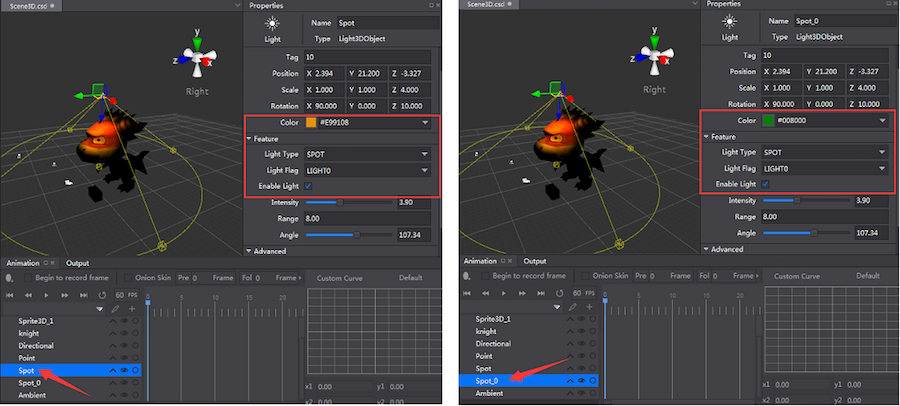 Scene3D.csd
Properties
Name Spot
Light
Type Light3DObject
Tag 10
Position X 2.394 Y 21.200 Z -3.327
Scale X 1.000 Y 1.000 Z 4.000
Rotation X 90.000 Y 0.000 Z 10.000
Color #E99108
Feature
Light Type SPOT
Light Flag LIGHT0
Enable Light
Intensity 3.90
Range 8.00
Angle 107.34
Advanced
y
z x
Right
Animation Output
Begin to record frame Onion Skin Pre 0 Frame Fol 0 Frame Custom Curve Default
60 FPS 0 5 10 15 20
Sprite3D_1
knight
Directional
Point
Spot
Spot_0
Ambient
x1 0.00 y1 0.00
x2 0.00 y2 0.00
Scene3D.csd
Properties
Name Spot_0
Light
Type Light3DObject
Tag 10
Position X 2.394 Y 21.200 Z -3.327
Scale X 1.000 Y 1.000 Z 4.000
Rotation X 90.000 Y 0.000 Z 10.000
Color #008000
Feature
Light Type SPOT
Light Flag LIGHT0
Enable Light
Intensity 3.90
Range 8.00
Angle 107.34
Advanced
y
z x
Right
Animation Output
Begin to record frame Onion Skin Pre 0 Frame Fol 0 Frame Custom Curve Default
60 FPS 0 5 10 15 20
Sprite3D_1
knight
Directional
Point
Spot
Spot_0
Ambient
x1 0.00 y1 0.00
x2 0.00 y2 0.00